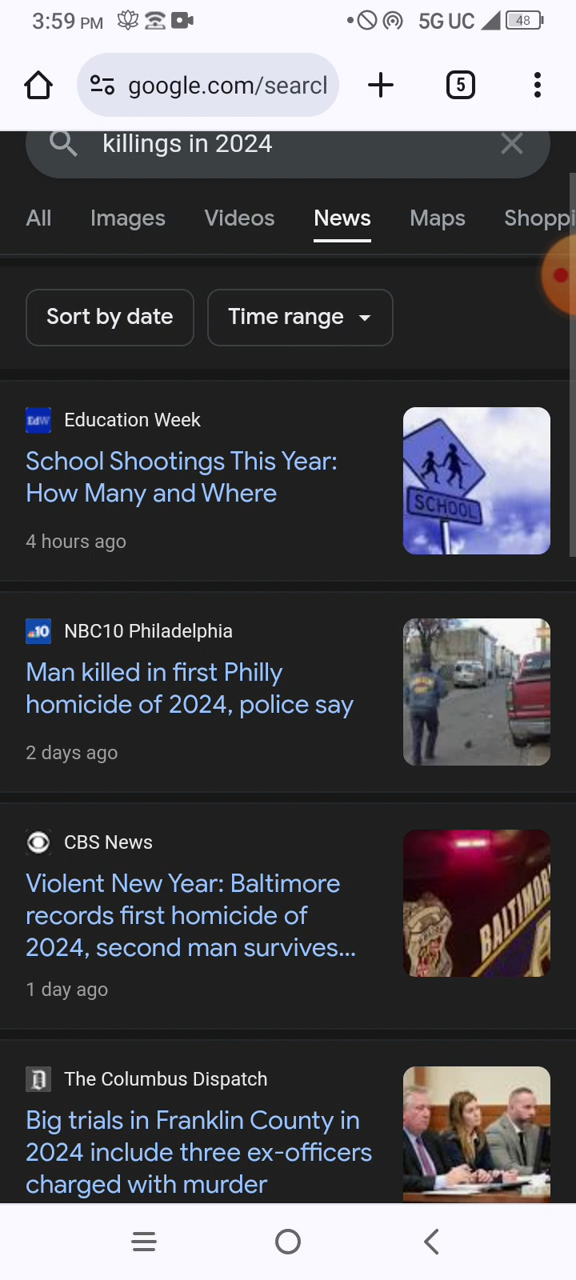 3:59 PM
5G UC
48
google.com/searcl
5
killings in 2024
All Images Videos News Maps Shoppi
Sort by date
Time range
EdW Education Week
School Shootings This Year:
How Many and Where
4 hours ago
SCHOOL
10 NBC10 Philadelphia
Man killed in first Philly
homicide of 2024, police say
2 days ago
CBS News
Violent New Year: Baltimore
records first homicide of
2024, second man survives...
1 day ago
BALTIMOR
The Columbus Dispatch
Big trials in Franklin County in
2024 include three ex-officers
charged with murder